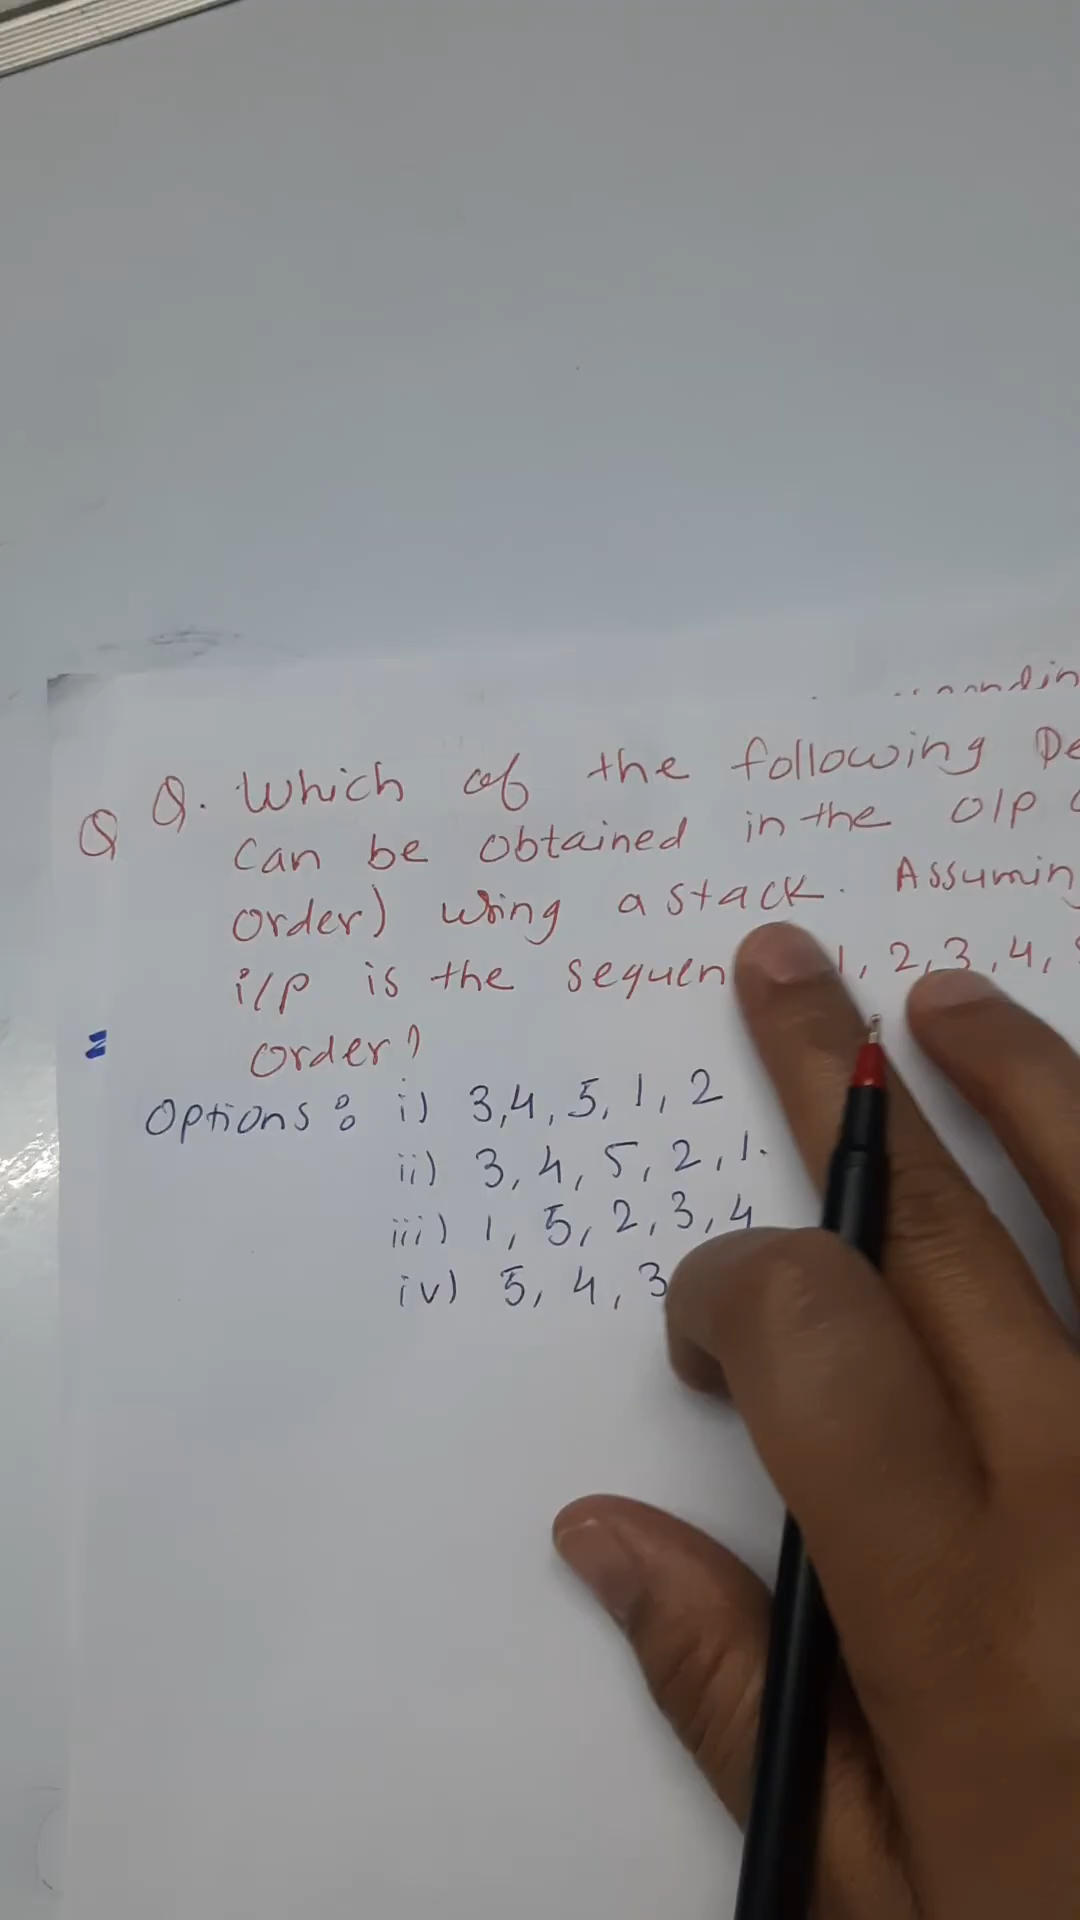 Q Q. Which of the following
can be obtained in the O/P
order) using a stack. Assuming
i/p is the sequen 1, 2, 3, 4,
order?
Options : i) 3,4, 5, 1, 2
ii) 3, 4, 5, 2, 1.
iii) 1, 5, 2, 3, 4
iv) 5, 4, 3